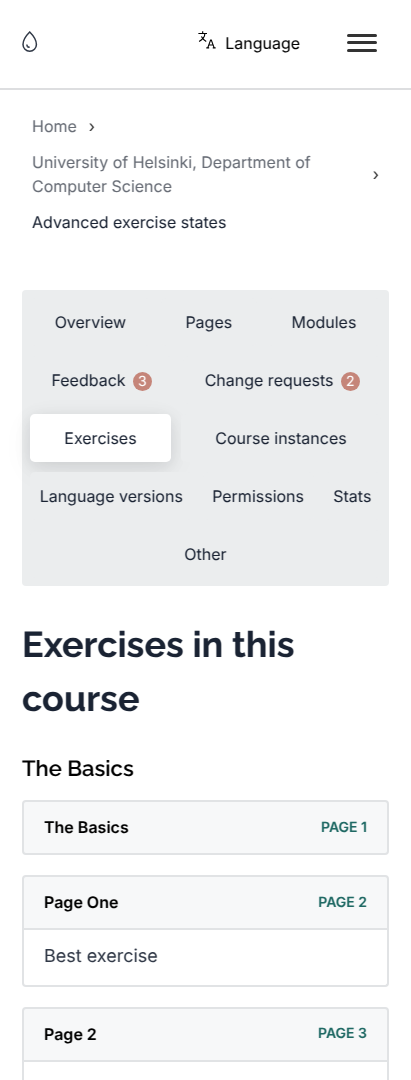 Language
Home ›
University of Helsinki, Department of
Computer Science ›
Advanced exercise states
Overview Pages Modules
Feedback 3 Change requests 2
Exercises Course instances
Language versions Permissions Stats
Other
Exercises in this
course
The Basics
The Basics PAGE 1
Page One PAGE 2
Best exercise
Page 2 PAGE 3